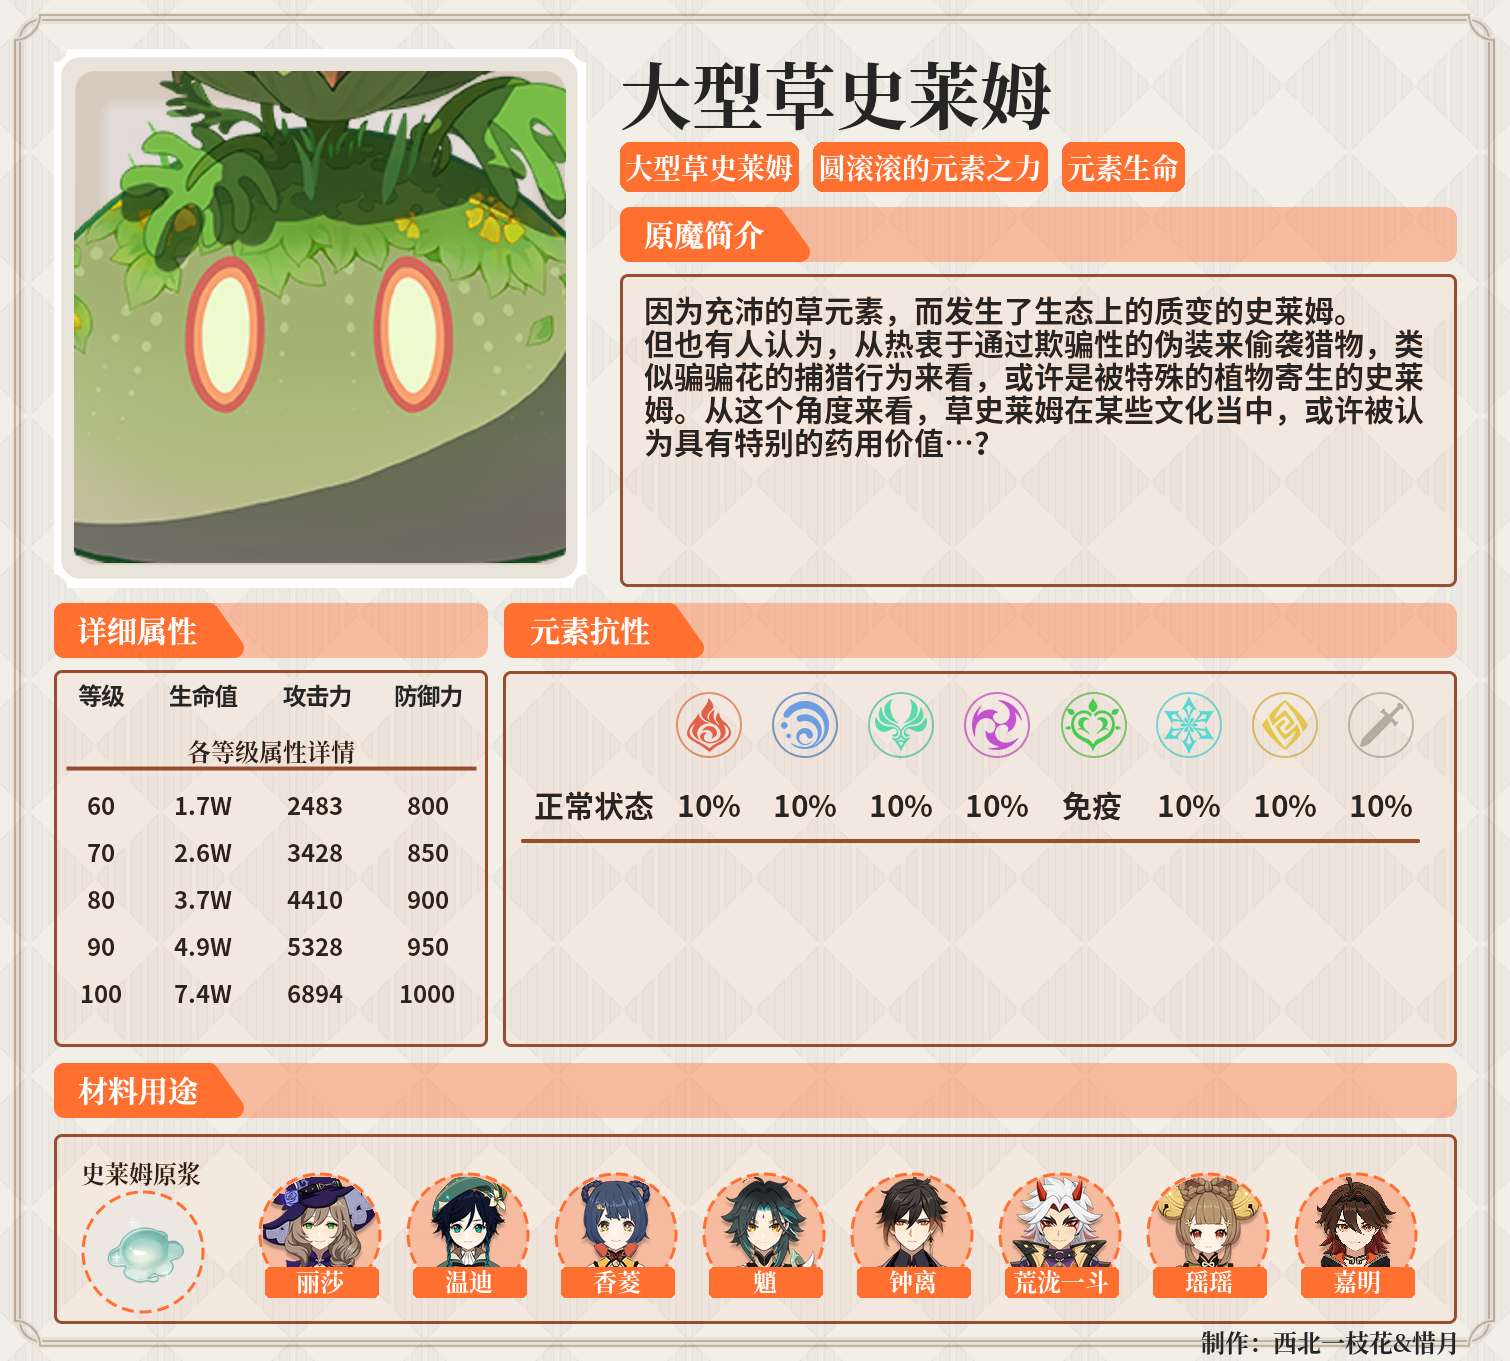 大型草史莱姆
大型草史莱姆 圆滚滚的元素之力 元素生命
原魔简介
因为充沛的草元素，而发生了生态上的质变的史莱姆。
但也有人认为，从热衷于通过欺骗性的伪装来偷袭猎物，类
似骗骗花的捕猎行为来看，或许是被特殊的植物寄生的史莱
姆。从这个角度来看，草史莱姆在某些文化当中，或许被认
为具有特别的药用价值…？
详细属性
等级 生命值 攻击力 防御力
各等级属性详情
60 1.7W 2483 800
70 2.6W 3428 850
80 3.7W 4410 900
90 4.9W 5328 950
100 7.4W 6894 1000
元素抗性
正常状态 10% 10% 10% 10% 免疫 10% 10% 10%
材料用途
史莱姆原浆
丽莎 温迪 香菱 魈 钟离 荒泷一斗 瑶瑶 嘉明
制作：西北一枝花&惜月